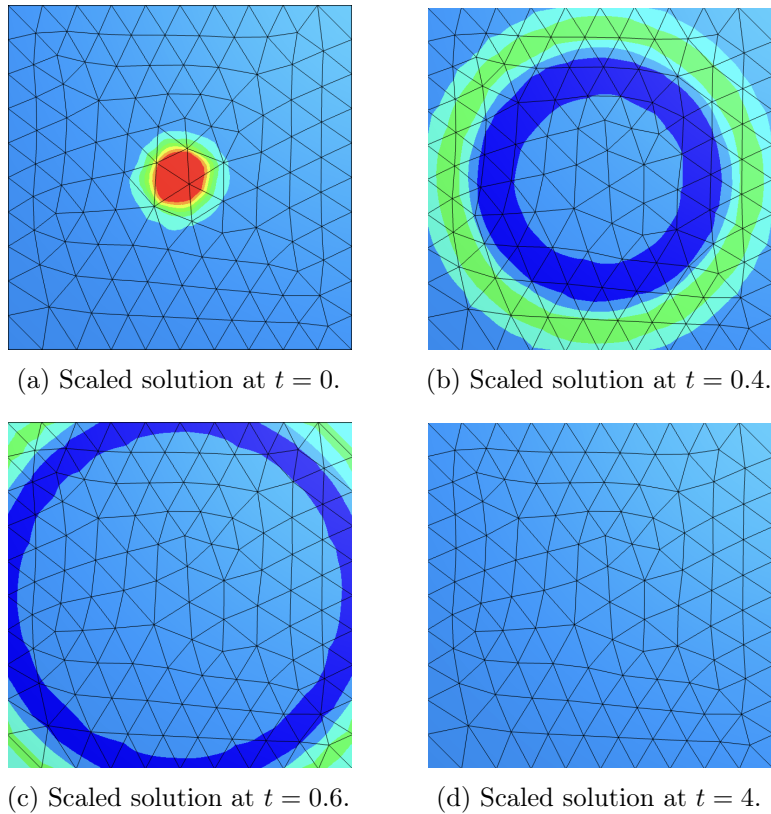 (a) Scaled solution at t = 0.
(b) Scaled solution at t = 0.4.
(c) Scaled solution at t = 0.6.
(d) Scaled solution at t = 4.